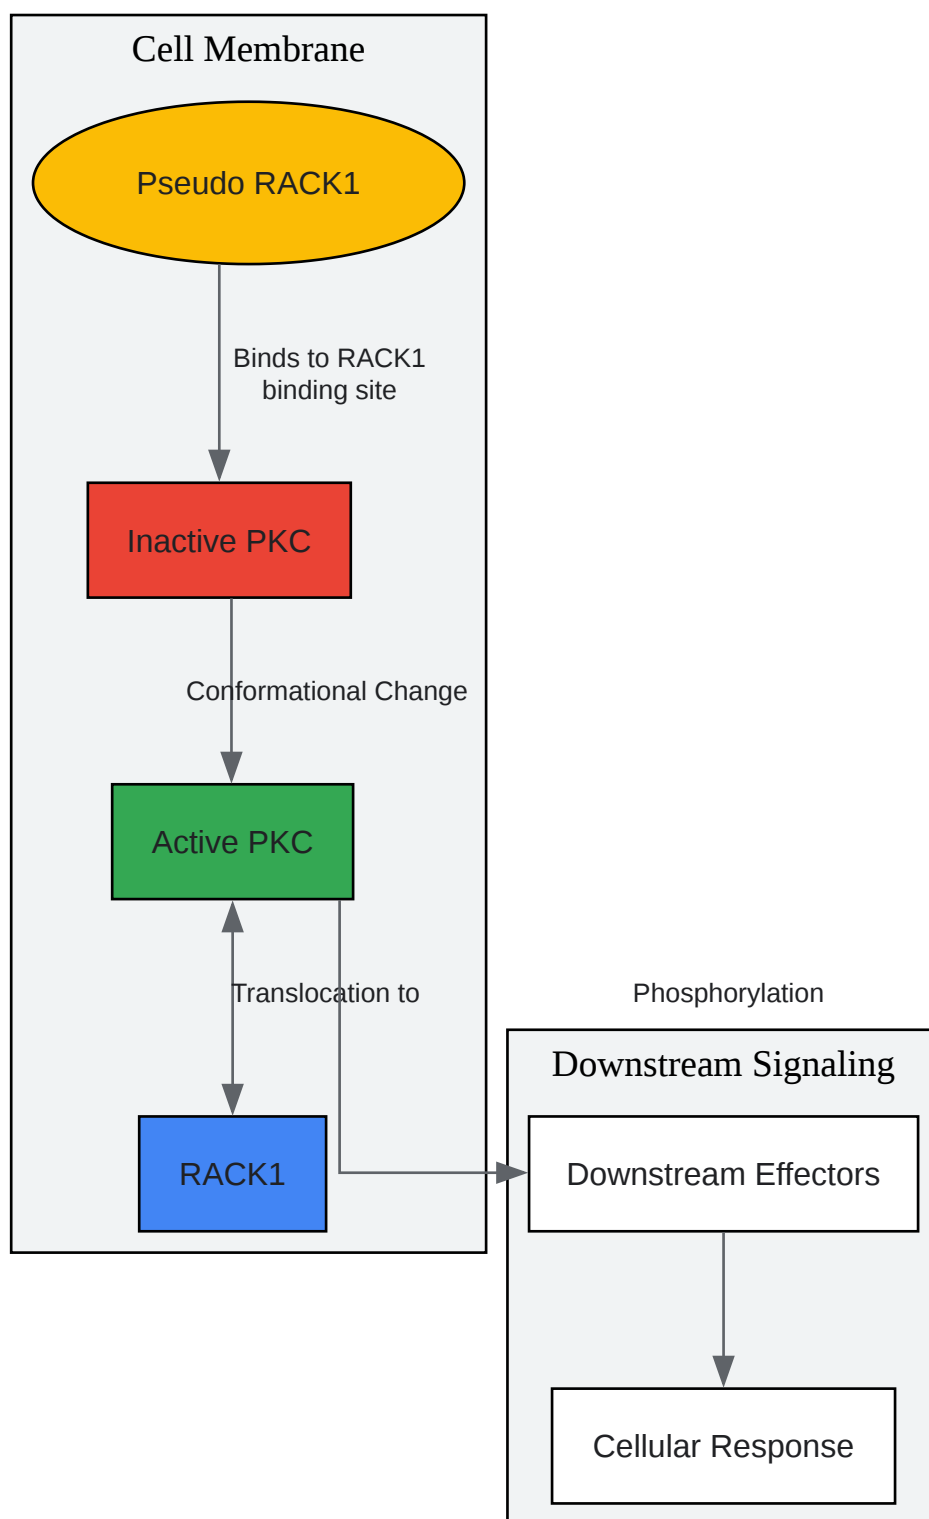 Cell Membrane
Pseudo RACK1
Binds to RACK1
binding site
Inactive PKC
Conformational Change
Active PKC
Translocation to
Phosphorylation
Downstream Signaling
RACK1
Downstream Effectors
Cellular Response